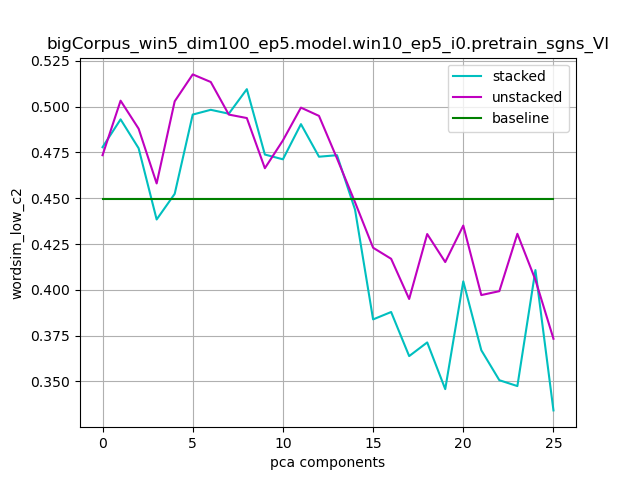 bigCorpus_win5_dim100_ep5.model.win10_ep5_i0.pretrain_sgns_VI
stacked
unstacked
baseline
wordsim_low_c2
0.525
0.500
0.475
0.450
0.425
0.400
0.375
0.350
0
5
10
15
20
25
pca components